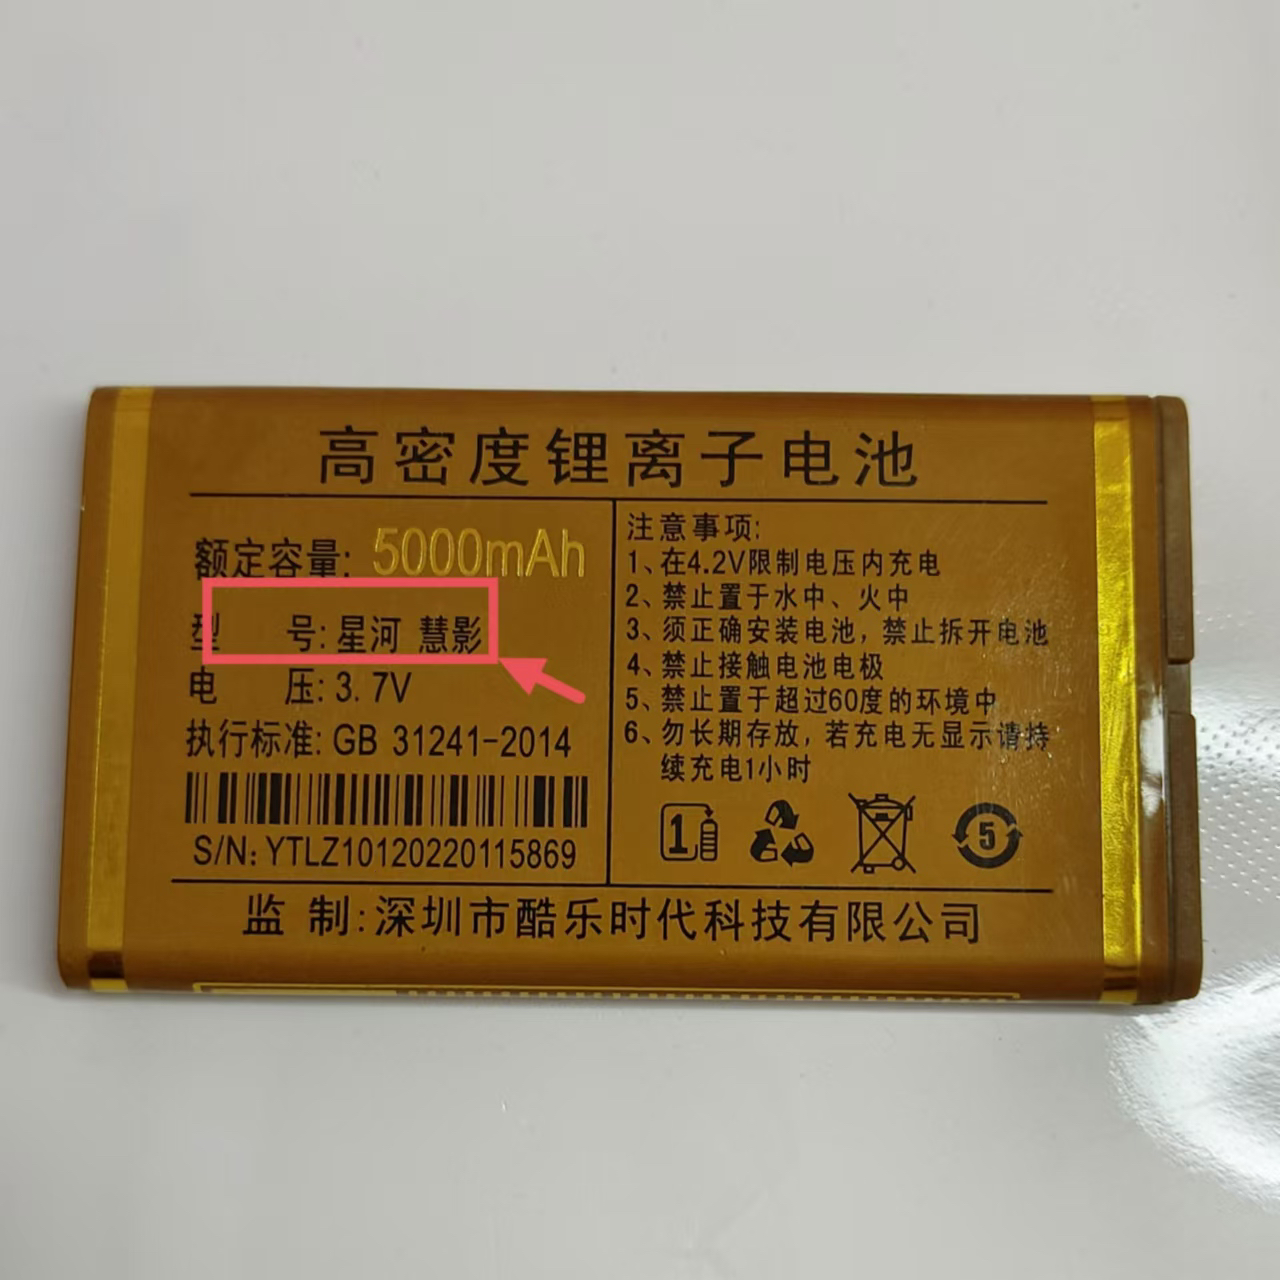 高密度锂离子电池
额定容量: 5000mAh
型 号: 星河 慧影
电 压: 3.7V
执行标准: GB 31241-2014
S/N: YTLZ10120220115869
注意事项:
1、在4.2V限制电压内充电
2、禁止置于水中、火中
3、须正确安装电池，禁止拆开电池
4、禁止接触电池电极
5、禁止置于超过60度的环境中
6、勿长期存放，若充电无显示请持
续充电1小时
1
5
监 制: 深圳市酷乐时代科技有限公司